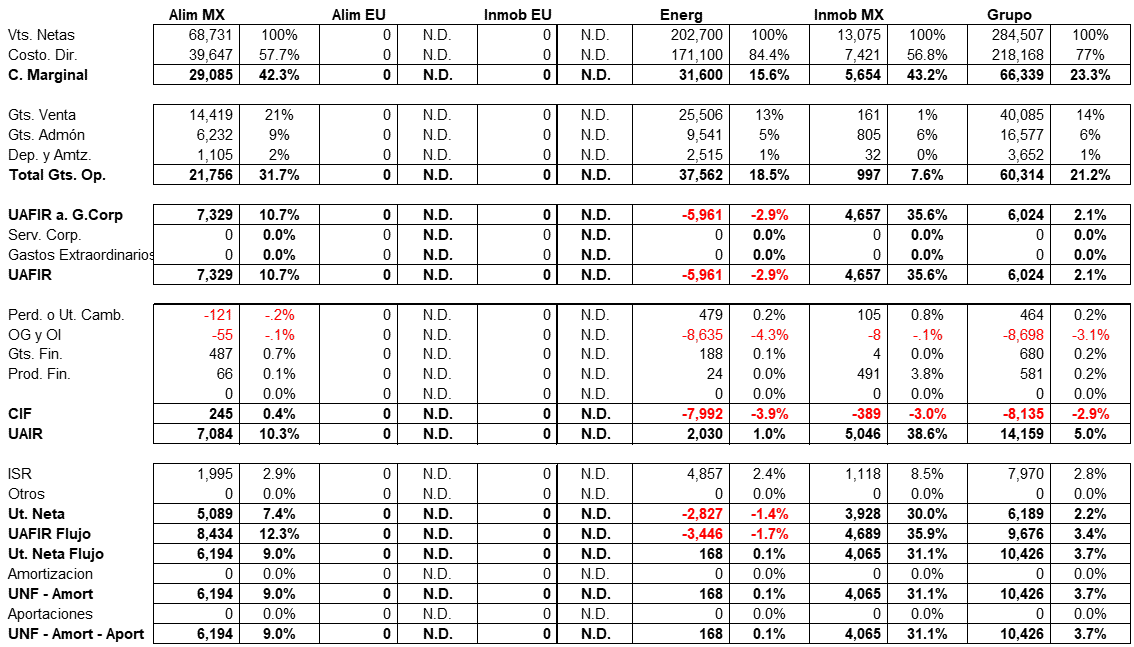 Alim MX Alim EU Inmob EU Energ Inmob MX Grupo
Vts. Netas 68,731 100% 0 N.D. 0 N.D. 202,700 100% 13,075 100% 284,507 100%
Costo. Dir. 39,647 57.7% 0 N.D. 0 N.D. 171,100 84.4% 7,421 56.8% 218,168 77%
C. Marginal 29,085 42.3% 0 N.D. 0 N.D. 31,600 15.6% 5,654 43.2% 66,339 23.3%
Gts. Venta 14,419 21% 0 N.D. 0 N.D. 25,506 13% 161 1% 40,085 14%
Gts. Admón 6,232 9% 0 N.D. 0 N.D. 9,541 5% 805 6% 16,577 6%
Dep. y Amtz. 1,105 2% 0 N.D. 0 N.D. 2,515 1% 32 0% 3,652 1%
Total Gts. Op. 21,756 31.7% 0 N.D. 0 N.D. 37,562 18.5% 997 7.6% 60,314 21.2%
UAFIR a. G.Corp 7,329 10.7% 0 N.D. 0 N.D. -5,961 -2.9% 4,657 35.6% 6,024 2.1%
Serv. Corp. 0 0.0% 0 N.D. 0 N.D. 0 0.0% 0 0.0% 0 0.0%
Gastos Extraordinarios 0 0.0% 0 N.D. 0 N.D. 0 0.0% 0 0.0% 0 0.0%
UAFIR 7,329 10.7% 0 N.D. 0 N.D. -5,961 -2.9% 4,657 35.6% 6,024 2.1%
Perd. o Ut. Camb. -121 -.2% 0 N.D. 0 N.D. 479 0.2% 105 0.8% 464 0.2%
OG y OI -55 -.1% 0 N.D. 0 N.D. -8,635 -4.3% -8 -.1% -8,698 -3.1%
Gts. Fin. 487 0.7% 0 N.D. 0 N.D. 188 0.1% 4 0.0% 680 0.2%
Prod. Fin. 66 0.1% 0 N.D. 0 N.D. 24 0.0% 491 3.8% 581 0.2%
0 0.0% 0 N.D. 0 N.D. 0 0.0% 0 0.0% 0 0.0%
CIF 245 0.4% 0 N.D. 0 N.D. -7,992 -3.9% -389 -3.0% -8,135 -2.9%
UAIR 7,084 10.3% 0 N.D. 0 N.D. 2,030 1.0% 5,046 38.6% 14,159 5.0%
ISR 1,995 2.9% 0 N.D. 0 N.D. 4,857 2.4% 1,118 8.5% 7,970 2.8%
Otros 0 0.0% 0 N.D. 0 N.D. 0 0.0% 0 0.0% 0 0.0%
Ut. Neta 5,089 7.4% 0 N.D. 0 N.D. -2,827 -1.4% 3,928 30.0% 6,189 2.2%
UAFIR Flujo 8,434 12.3% 0 N.D. 0 N.D. -3,446 -1.7% 4,689 35.9% 9,676 3.4%
Ut. Neta Flujo 6,194 9.0% 0 N.D. 0 N.D. 168 0.1% 4,065 31.1% 10,426 3.7%
Amortizacion 0 0.0% 0 N.D. 0 N.D. 0 0.0% 0 0.0% 0 0.0%
UNF - Amort 6,194 9.0% 0 N.D. 0 N.D. 168 0.1% 4,065 31.1% 10,426 3.7%
Aportaciones 0 0.0% 0 N.D. 0 N.D. 0 0.0% 0 0.0% 0 0.0%
UNF - Amort - Aport 6,194 9.0% 0 N.D. 0 N.D. 168 0.1% 4,065 31.1% 10,426 3.7%